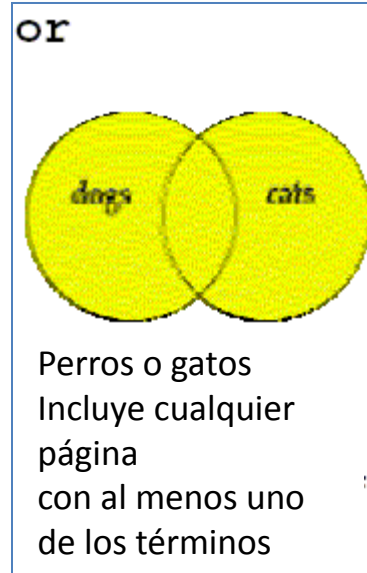 or
dogs cats
Perros o gatos
Incluye cualquier
página
con al menos uno
de los términos